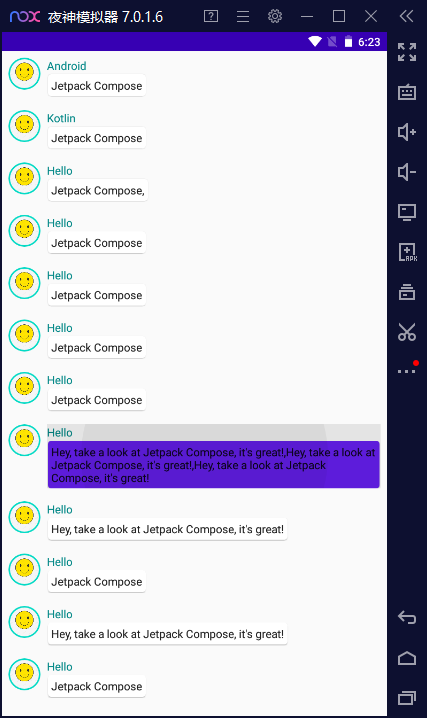 nox 夜神模拟器 7.0.1.6
6:23
Android
Jetpack Compose
Kotlin
Jetpack Compose
Hello
Jetpack Compose,
Hello
Jetpack Compose
Hello
Jetpack Compose
Hello
Jetpack Compose
Hello
Jetpack Compose
Hello
Hey, take a look at Jetpack Compose, it's great!,Hey, take a look at
Jetpack Compose, it's great!,Hey, take a look at Jetpack
Compose, it's great!
Hello
Hey, take a look at Jetpack Compose, it's great!
Hello
Jetpack Compose
Hello
Hey, take a look at Jetpack Compose, it's great!
Hello
Jetpack Compose
APK